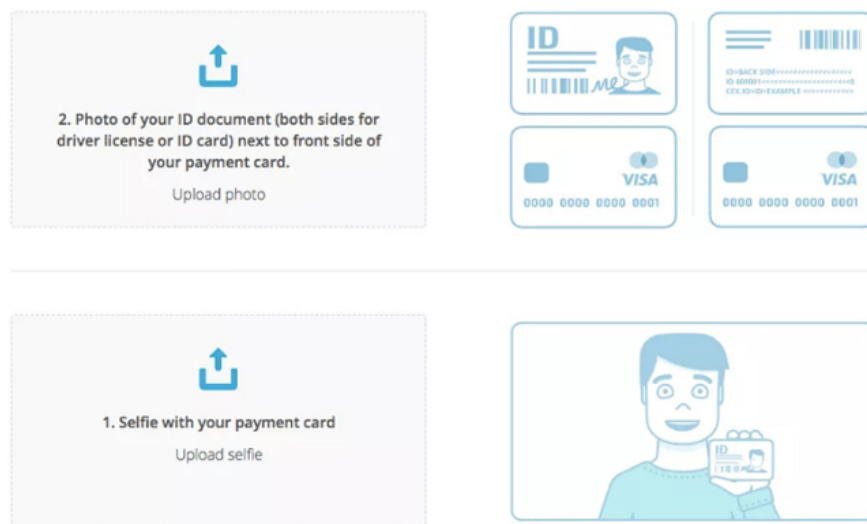 2. Photo of your ID document (both sides for
driver license or ID card) next to front side of
your payment card.
Upload photo
ID
VISA
0000 0000 0000 0001
VISA
0000 0000 0000 0001
1. Selfie with your payment card
Upload selfie
ID